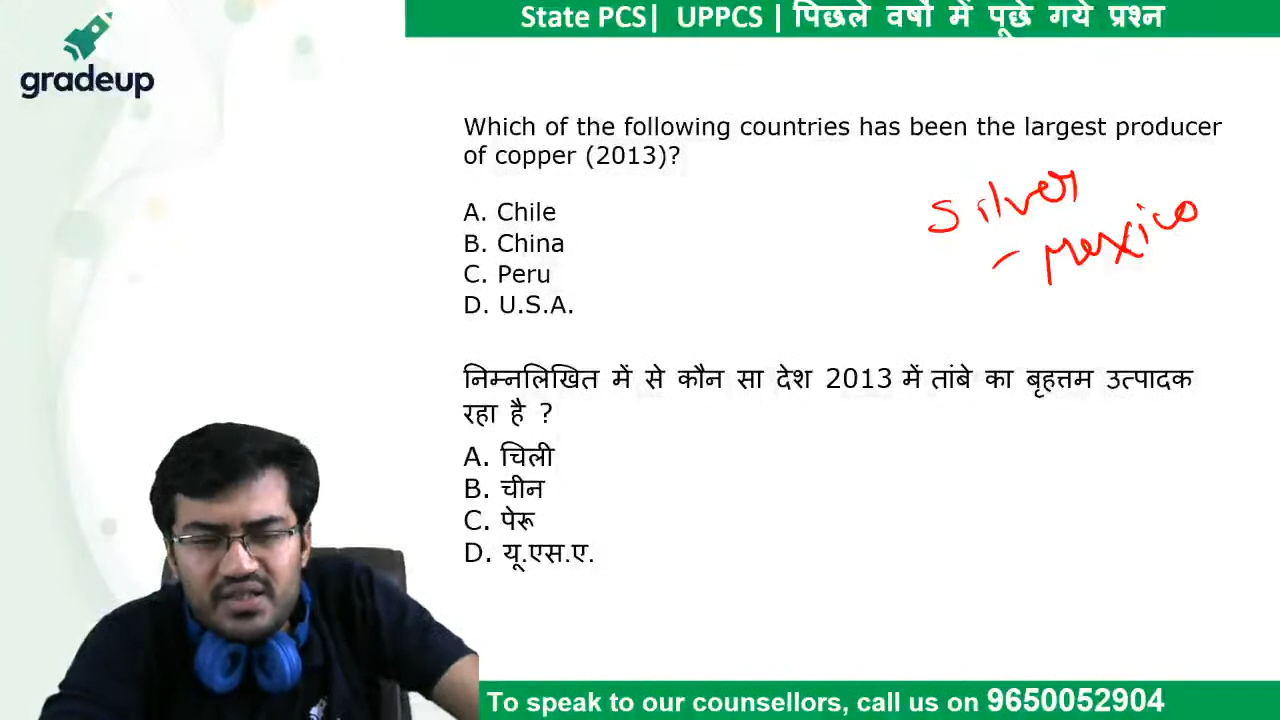 State PCS| UPPCS | पिछले वर्षो में पूछे गये प्रश्न
gradeup
Which of the following countries has been the largest producer
of copper (2013)?
A. Chile
B. China
C. Peru
D. U.S.A.
Silver
- Mexico
निम्नलिखित में से कौन सा देश 2013 में तांबे का बृहत्तम उत्पादक
रहा है ?
A. चिली
B. चीन
C. पेरू
D. यू.एस.ए.
To speak to our counsellors, call us on 9650052904